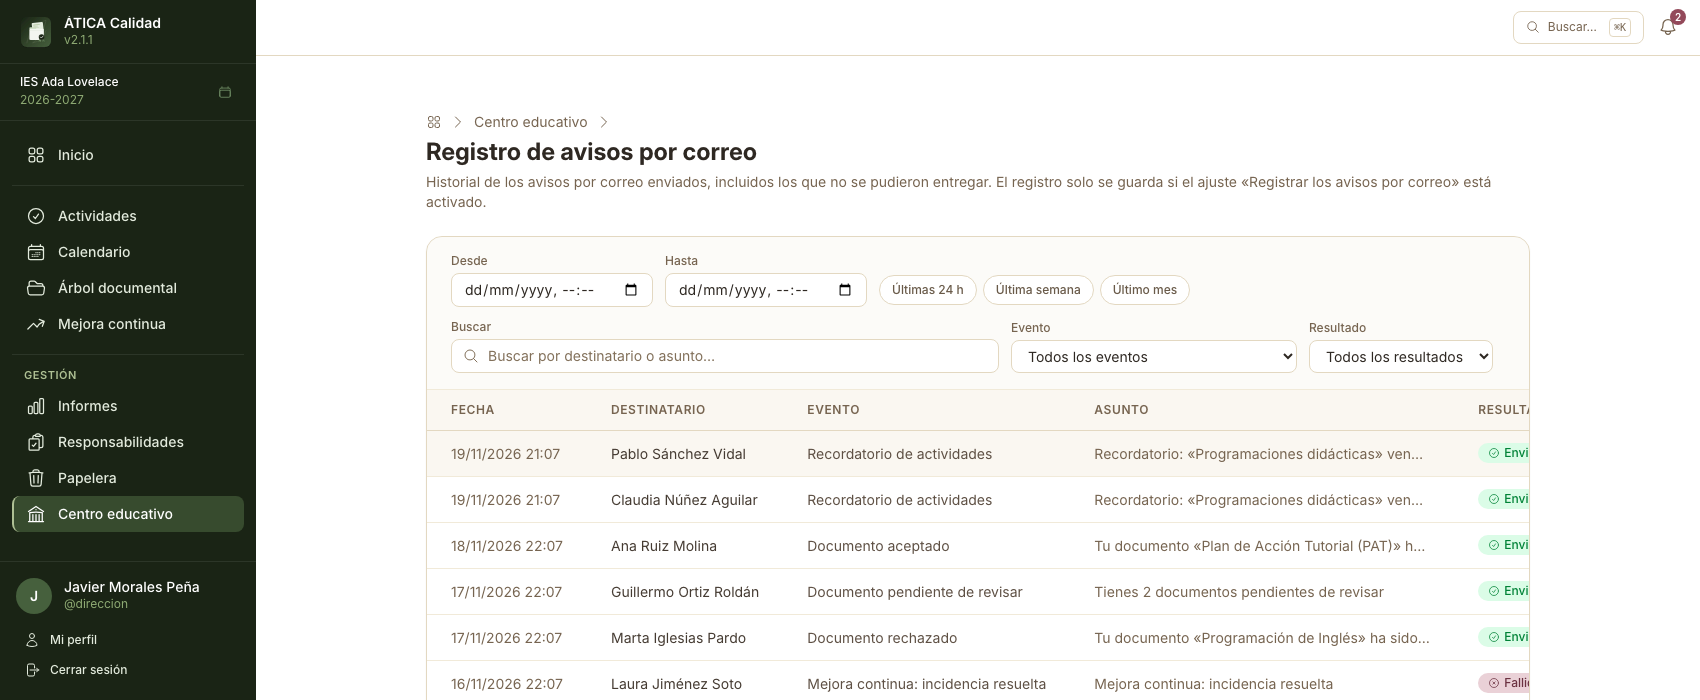 ÁTICA Calidad
v2.1.1
IES Ada Lovelace
2026-2027
Inicio
Actividades
Calendario
Árbol documental
Mejora continua
GESTIÓN
Informes
Responsabilidades
Papelera
Centro educativo
Javier Morales Peña
J
@direccion
Mi perfil
Cerrar sesión
Buscar... ⌘K
2
Centro educativo
Registro de avisos por correo
Historial de los avisos por correo enviados, incluidos los que no se pudieron entregar. El registro solo se guarda si el ajuste «Registrar los avisos por correo» está
activado.
Desde Hasta
dd/mm/yyyy, --:-- dd/mm/yyyy, --:-- Últimas 24 h Última semana Último mes
Buscar Evento Resultado
Buscar por destinatario o asunto... Todos los eventos Todos los resultados
FECHA DESTINATARIO EVENTO ASUNTO RESULTA
19/11/2026 21:07 Pablo Sánchez Vidal Recordatorio de actividades Recordatorio: «Programaciones didácticas» ven... Envi
19/11/2026 21:07 Claudia Núñez Aguilar Recordatorio de actividades Recordatorio: «Programaciones didácticas» ven... Envi
18/11/2026 22:07 Ana Ruiz Molina Documento aceptado Tu documento «Plan de Acción Tutorial (PAT)» h... Envi
17/11/2026 22:07 Guillermo Ortiz Roldán Documento pendiente de revisar Tienes 2 documentos pendientes de revisar Envi
17/11/2026 22:07 Marta Iglesias Pardo Documento rechazado Tu documento «Programación de Inglés» ha sido... Envi
16/11/2026 22:07 Laura Jiménez Soto Mejora continua: incidencia resuelta Mejora continua: incidencia resuelta Falli